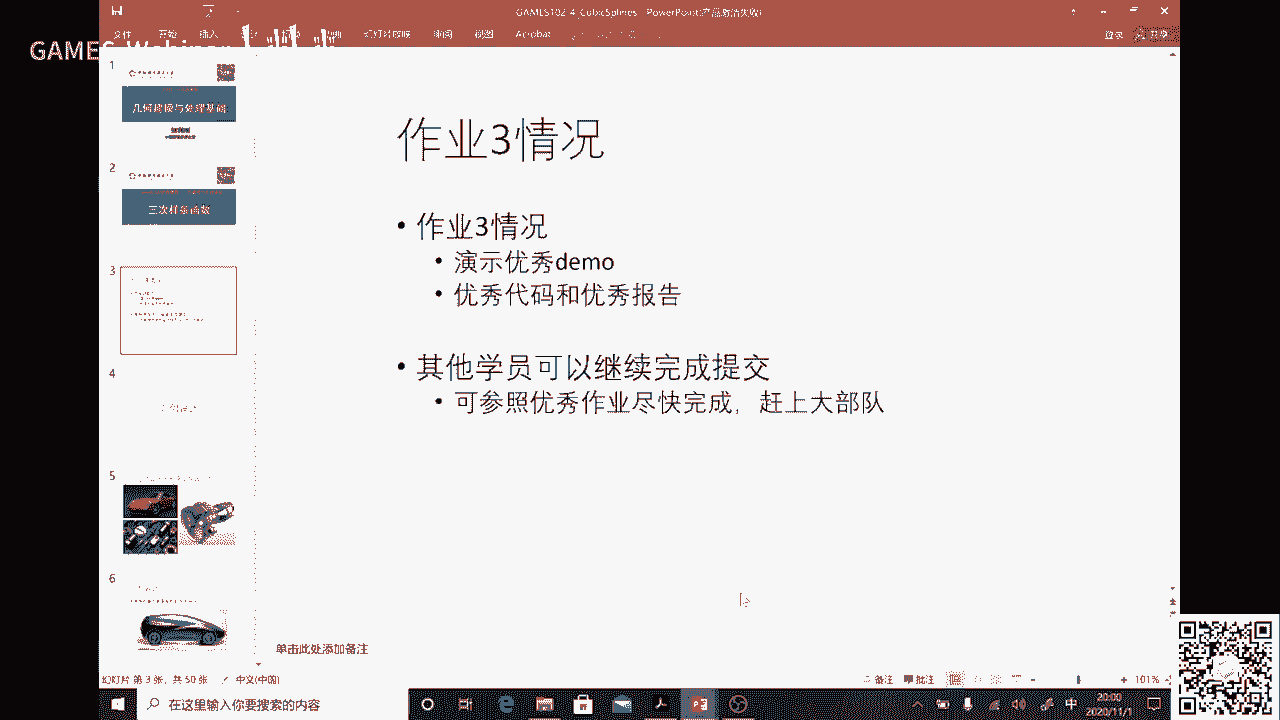 GAMES102_4_CubicSplines - PowerPoint(产品激活失败)
GAMES Webinar
文件 开始 插入 幻灯片放映 审阅 视图 Acrobat
登录 共享
1
几何建模与处理基础
2
三次样条函数
3
4
5
6
作业3情况
• 作业3情况
• 演示优秀demo
• 优秀代码和优秀报告
• 其他学员可以继续完成提交
• 可参照优秀作业尽快完成，赶上大部队
单击此处添加备注
幻灯片 第 3 张，共 50 张 中文(中国) 备注 批注 101%
在这里输入你要搜索的内容
中 20:00
2020/11/1